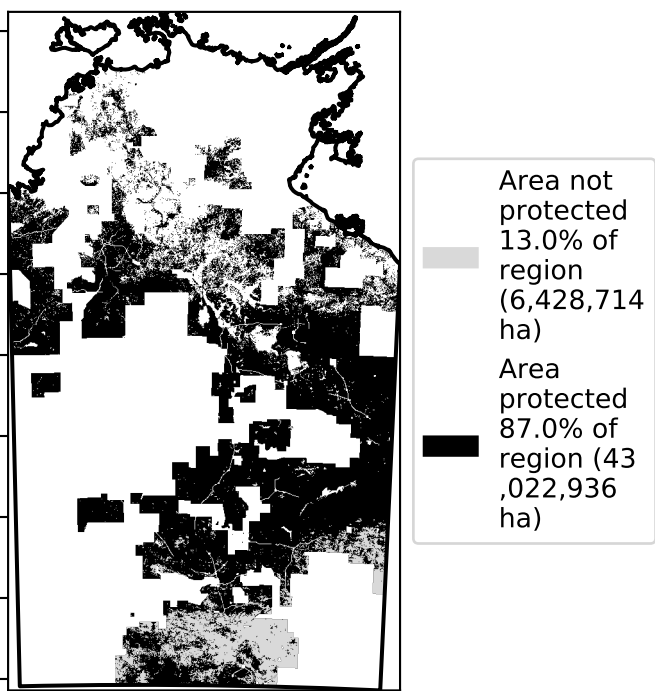 Area not
protected
13.0% of
region
(6,428,714
ha)
Area
protected
87.0% of
region (43
,022,936
ha)